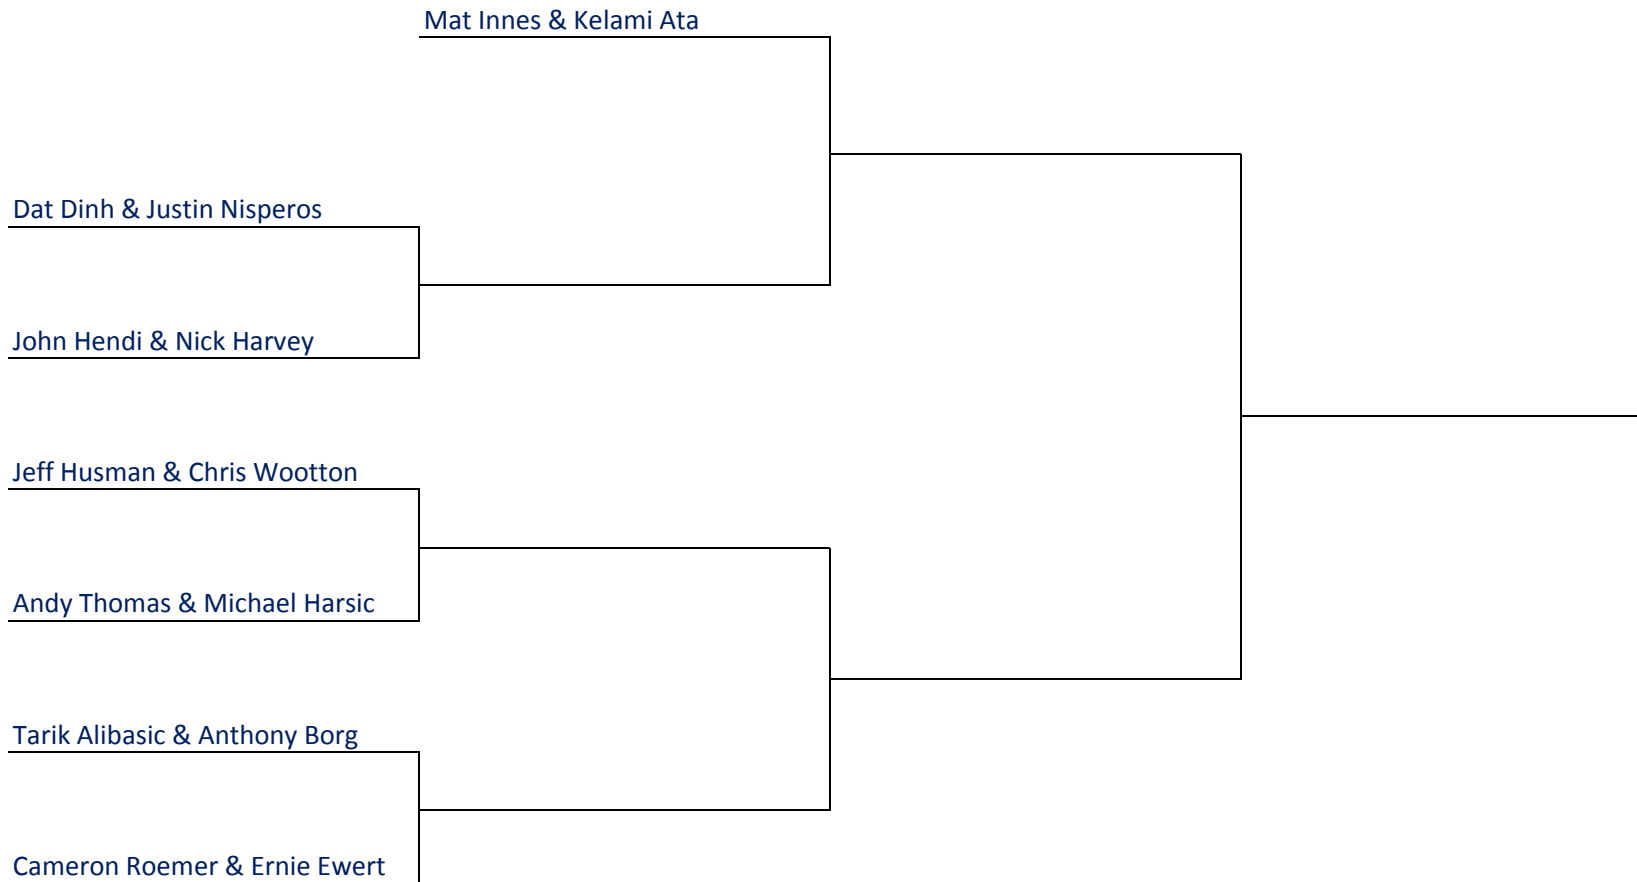 Mat Innes & Kelami Ata
Dat Dinh & Justin Nisperos
John Hendi & Nick Harvey
Jeff Husman & Chris Wootton
Andy Thomas & Michael Harsic
Tarik Alibasic & Anthony Borg
Cameron Roemer & Ernie Ewert